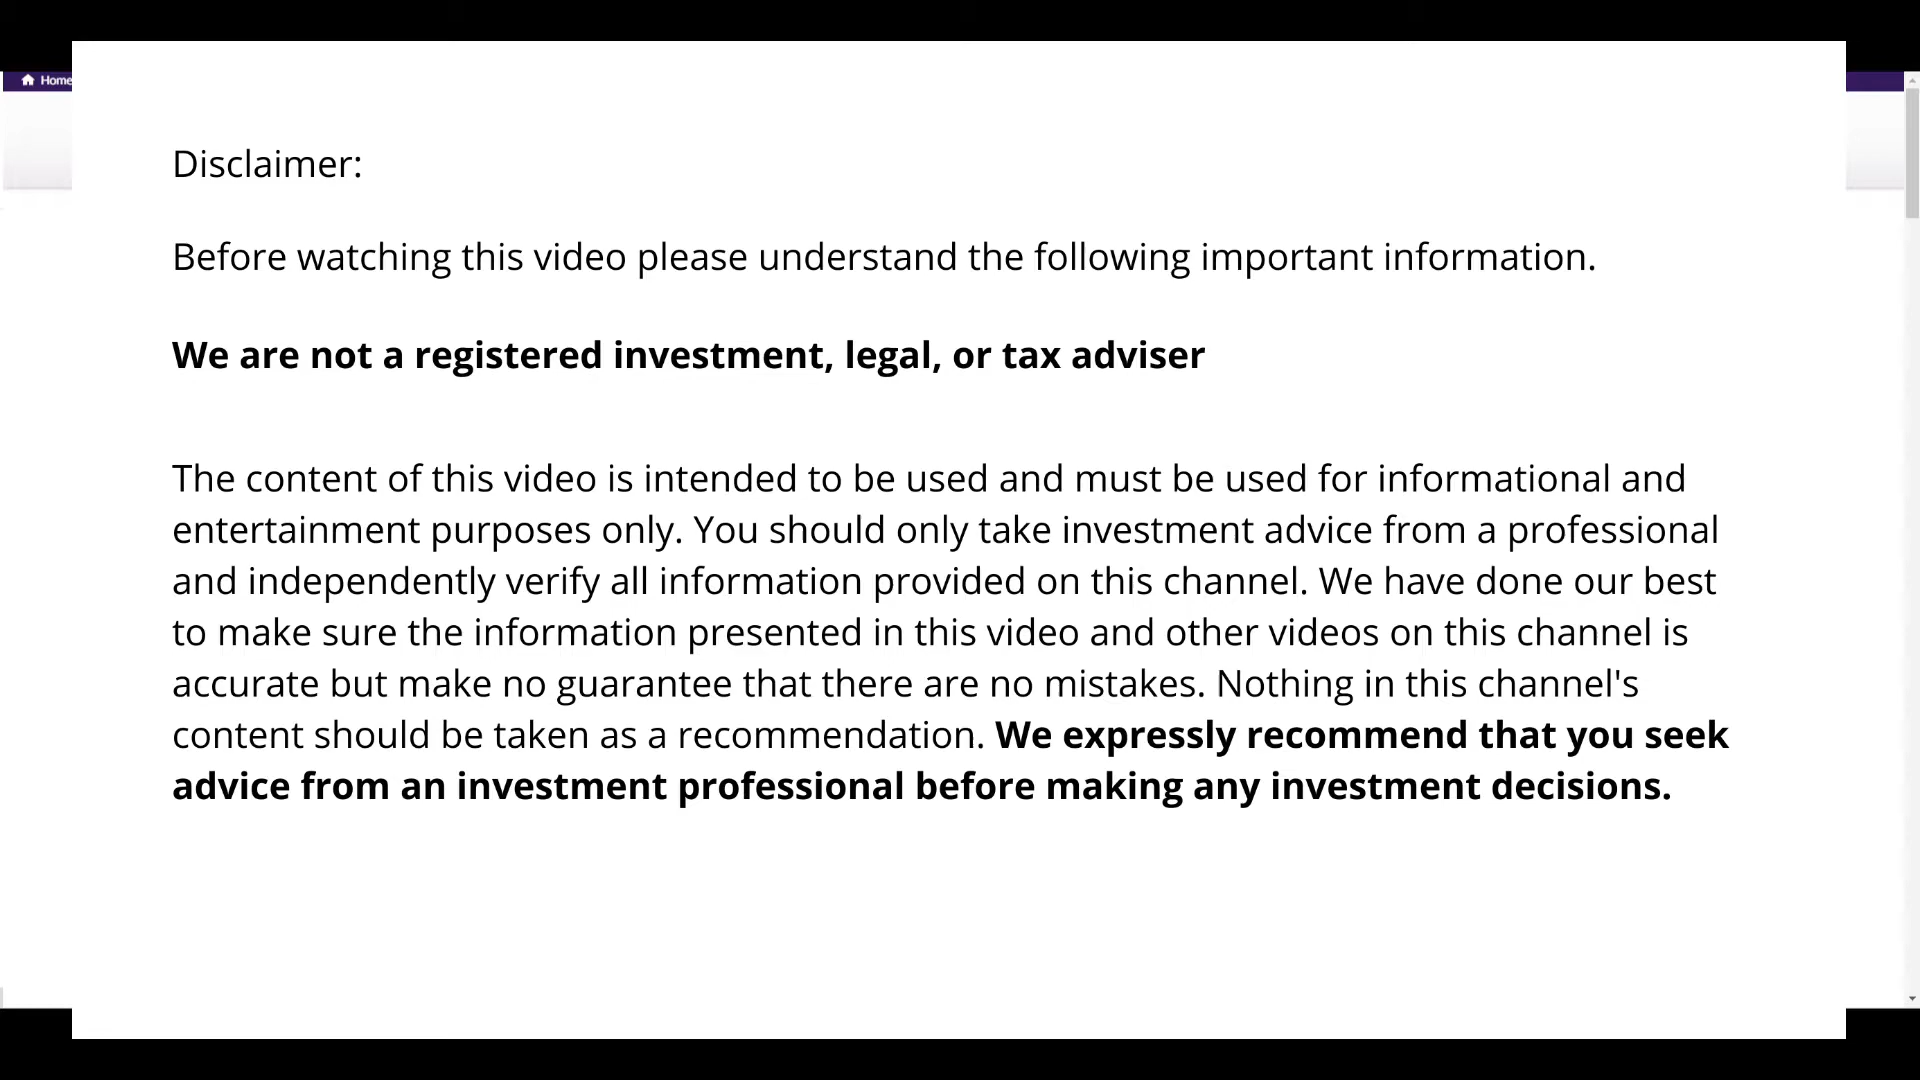 Home
Disclaimer:
Before watching this video please understand the following important information.
We are not a registered investment, legal, or tax adviser
The content of this video is intended to be used and must be used for informational and
entertainment purposes only. You should only take investment advice from a professional
and independently verify all information provided on this channel. We have done our best
to make sure the information presented in this video and other videos on this channel is
accurate but make no guarantee that there are no mistakes. Nothing in this channel's
content should be taken as a recommendation. We expressly recommend that you seek
advice from an investment professional before making any investment decisions.